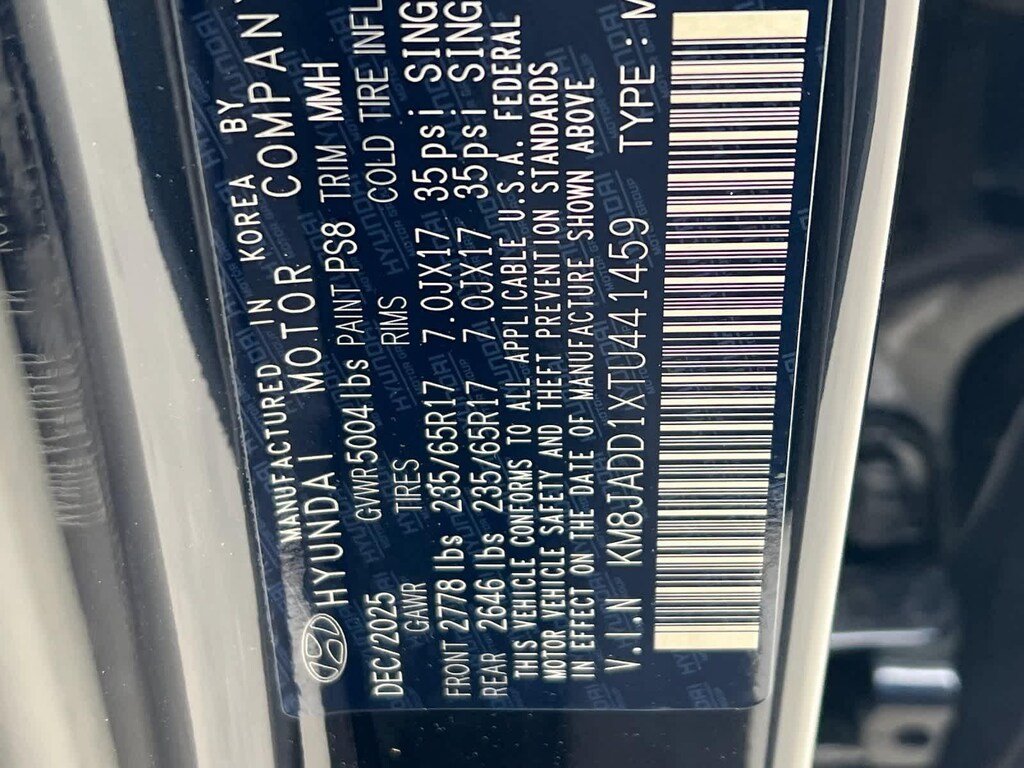 MANUFACTURED IN KOREA BY
HYUNDAI MOTOR COMPANY
DEC/2025 GVWR 5004 lbs PAINT PS8 TRIM MMH
GAWR TIRES RIMS COLD TIRE INFL
FRONT 2778 lbs 235/65R17 7.0JX17 35psi SING
REAR 2646 lbs 235/65R17 7.0JX17 35psi SING
THIS VEHICLE CONFORMS TO ALL APPLICABLE U.S.A. FEDERAL
MOTOR VEHICLE SAFETY AND THEFT PREVENTION STANDARDS
IN EFFECT ON THE DATE OF MANUFACTURE SHOWN ABOVE
V.I.N KM8JADD1XTU441459 TYPE : M